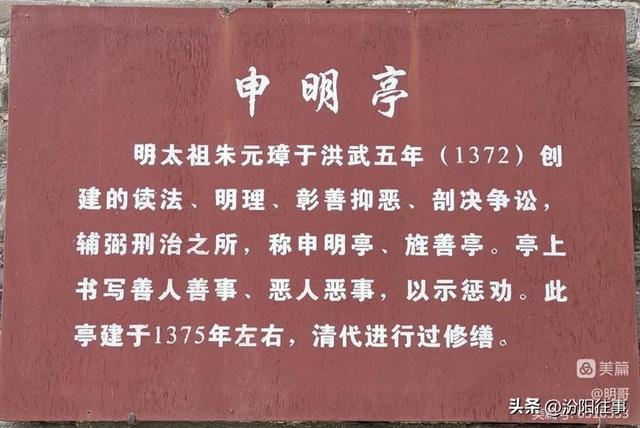 申明亭
明太祖朱元璋于洪武五年（1372）创
建的读法、明理、彰善抑恶、剖决争讼，
辅弼刑治之所，称申明亭、旌善亭。亭上
书写善人善事、恶人恶事，以示惩劝。此
亭建于1375年左右，清代进行过修缮。
美篇
@明哥
头条@汾阳往事